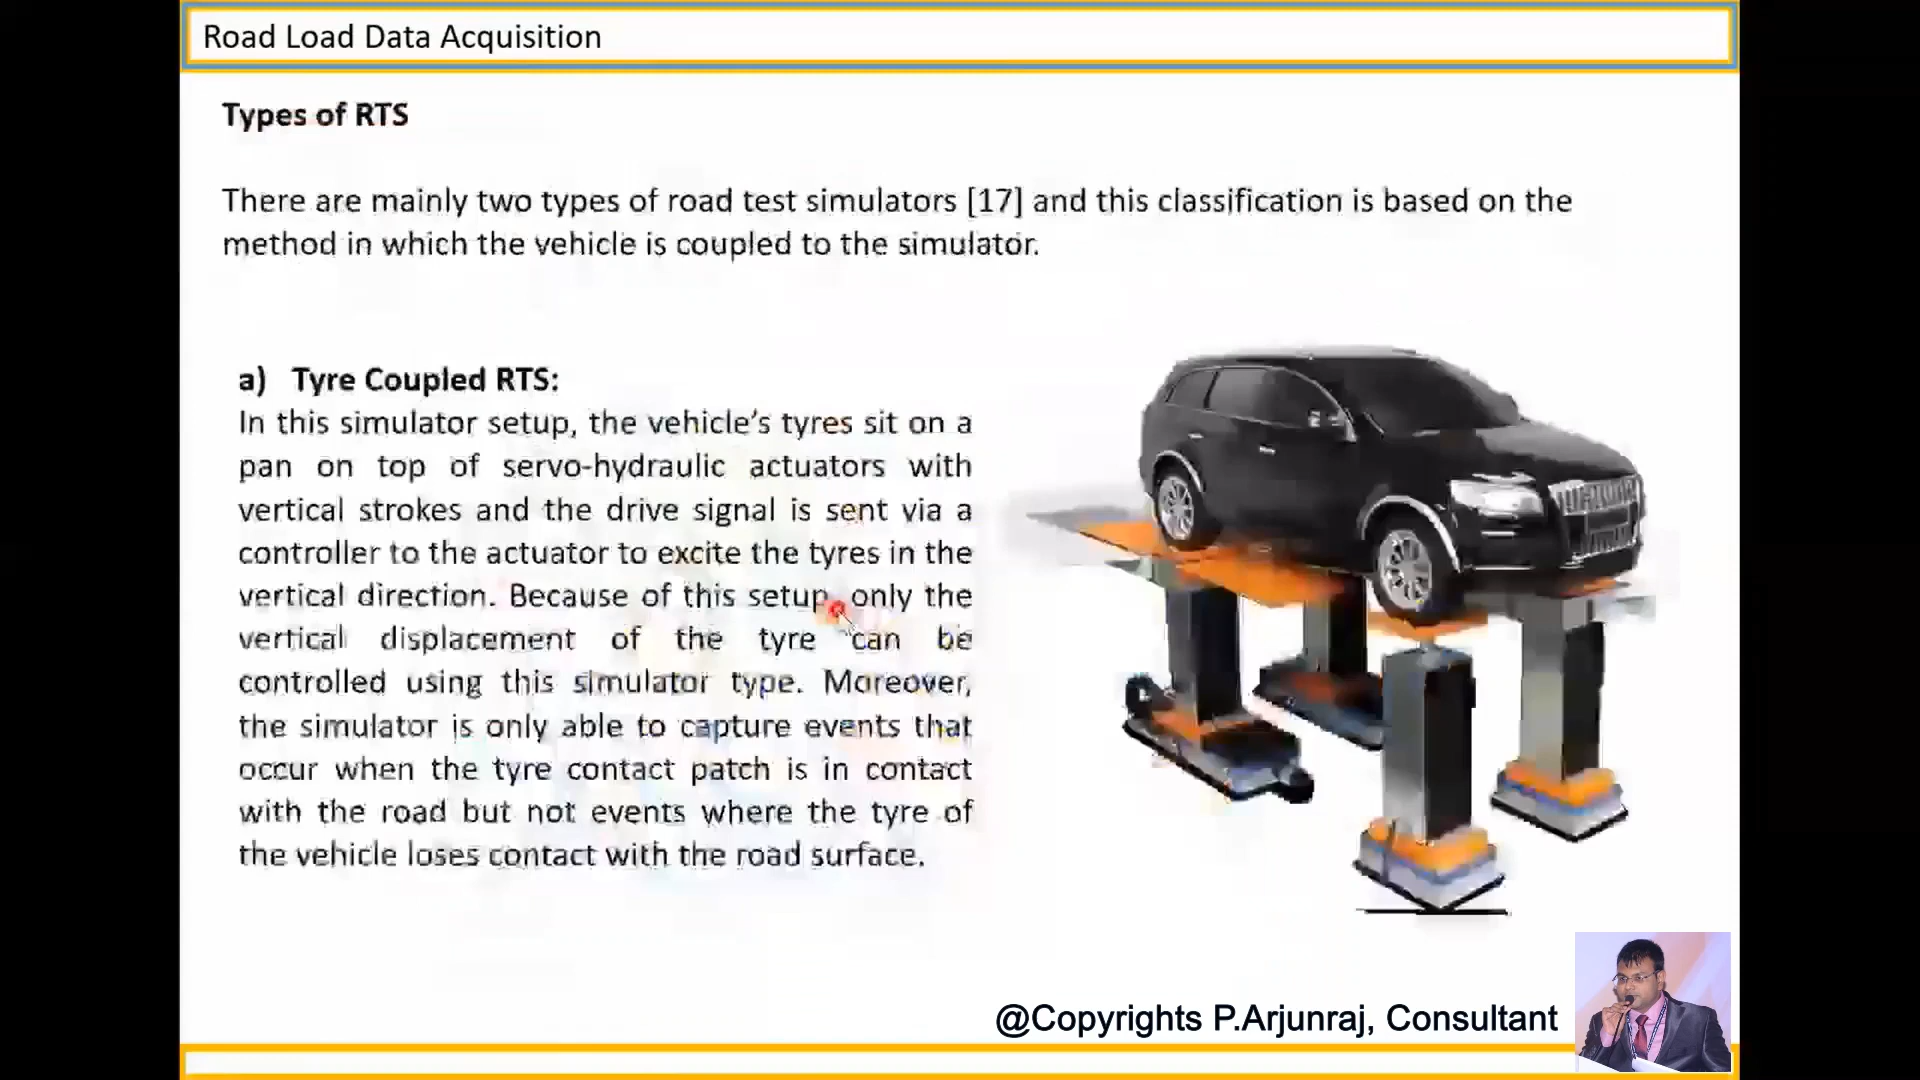 Road Load Data Acquisition
Types of RTS
There are mainly two types of road test simulators [17] and this classification is based on the
method in which the vehicle is coupled to the simulator.
a) Tyre Coupled RTS:
In this simulator setup, the vehicle's tyres sit on a
pan on top of servo-hydraulic actuators with
vertical strokes and the drive signal is sent via a
controller to the actuator to excite the tyres in the
vertical direction. Because of this setup, only the
vertical displacement of the tyre can be
controlled using this simulator type. Moreover,
the simulator is only able to capture events that
occur when the tyre contact patch is in contact
with the road but not events where the tyre of
the vehicle loses contact with the road surface.
@Copyrights P.Arjunraj, Consultant